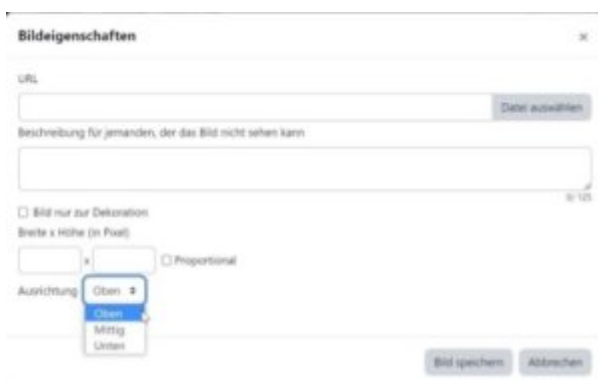 Bildeigenschaften ×
URL
Datei auswählen
Beschreibung für jemanden, der das Bild nicht sehen kann
0/ 125
Bild nur zur Dekoration
Breite x Höhe (in Pixel)
x Proportional
Ausrichtung Oben
Oben
Mittig
Unten
Bild speichern Abbrechen